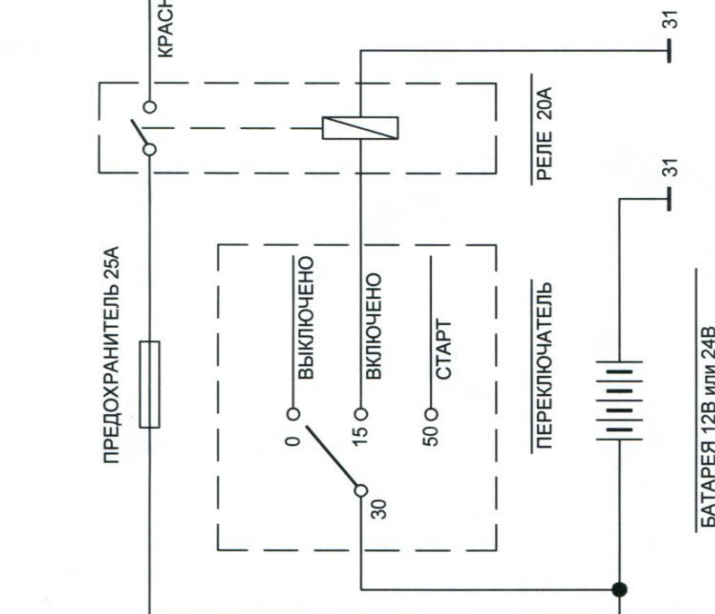 КРАСН
31
РЕЛЕ 20А
31
ПРЕДОХРАНИТЕЛЬ 25А
ВЫКЛЮЧЕНО
ВКЛЮЧЕНО
СТАРТ
0
15
50
30
ПЕРЕКЛЮЧАТЕЛЬ
БАТАРЕЯ 12В или 24В